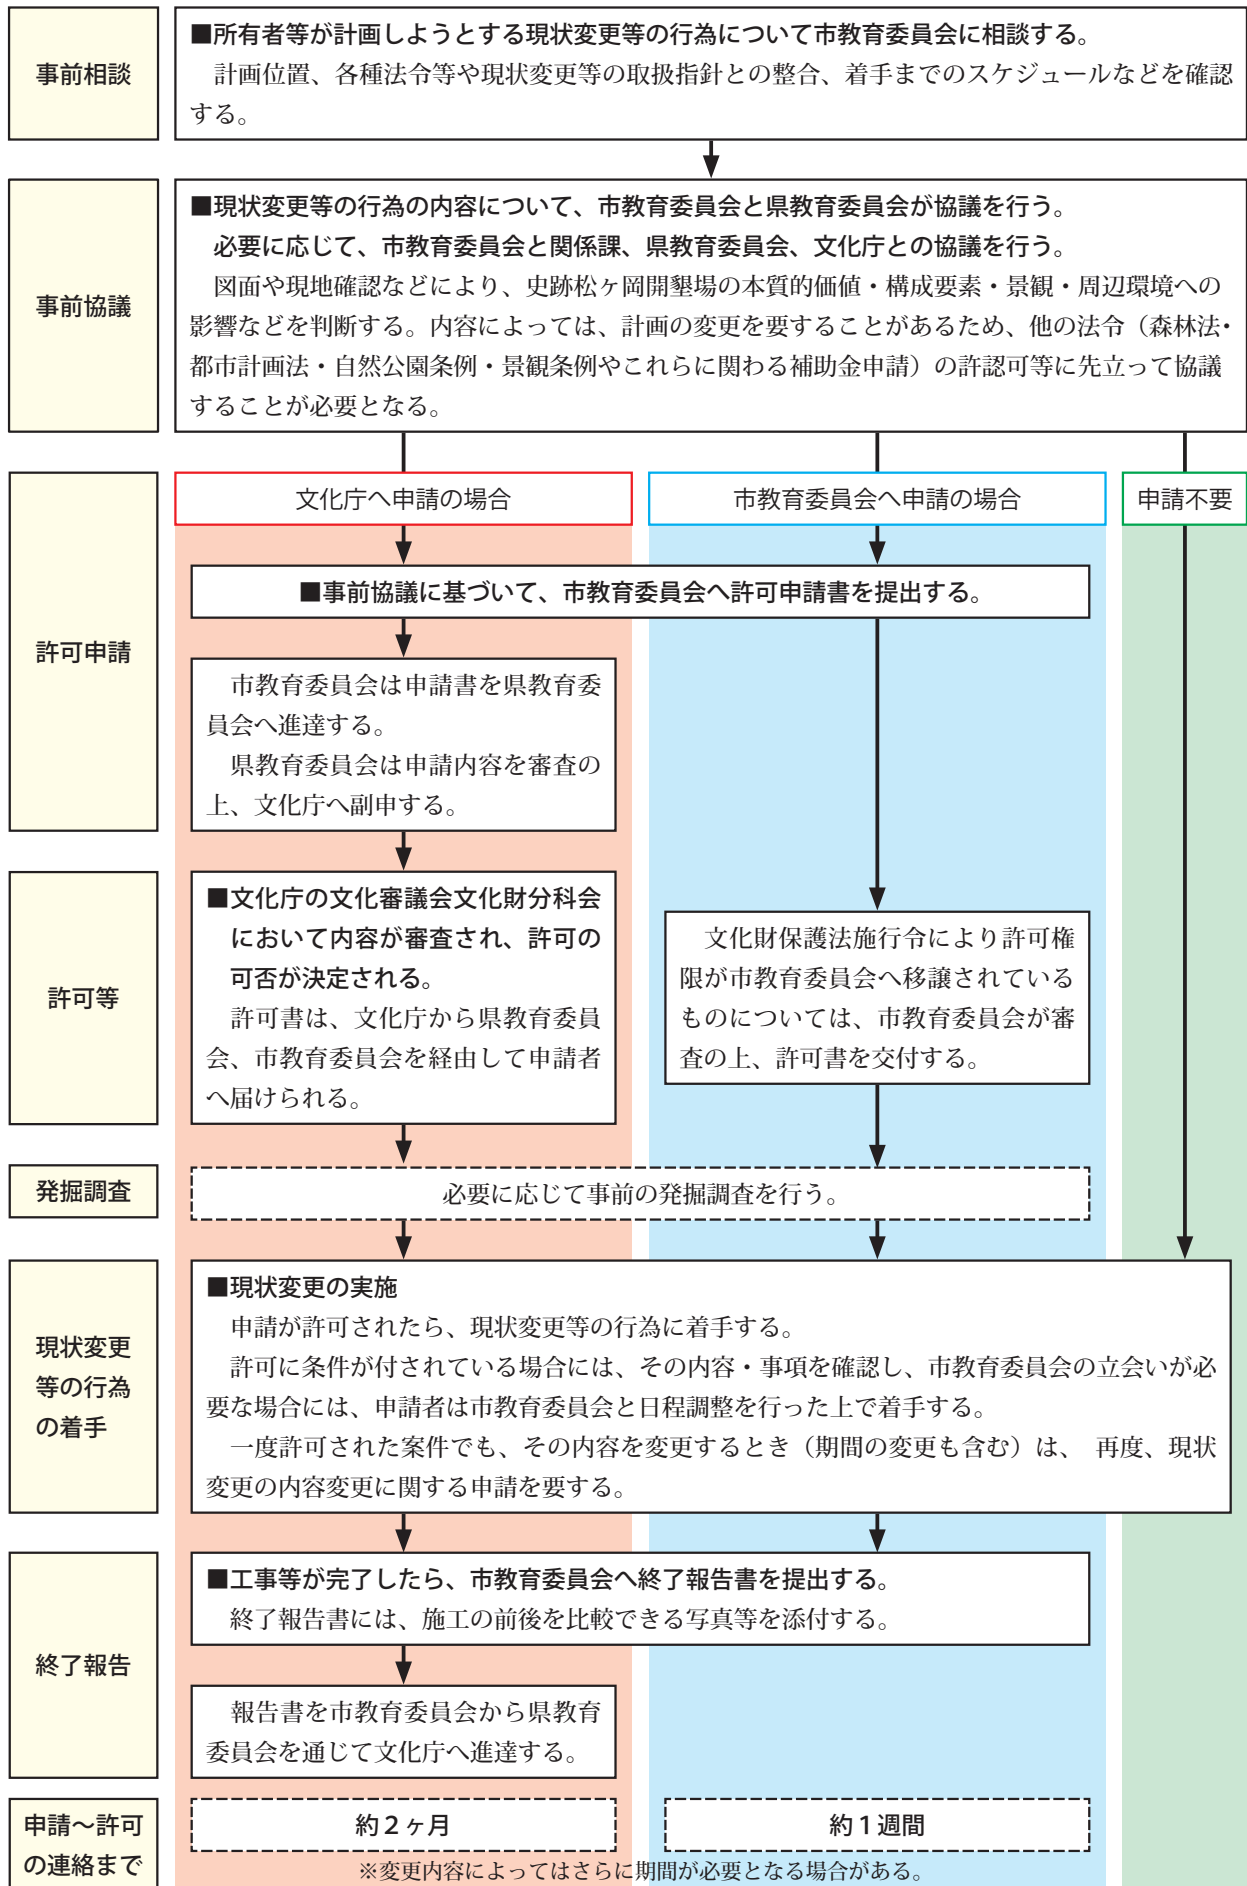 事前相談
■所有者等が計画しようとする現状変更等の行為について市教育委員会に相談する。
計画位置、各種法令等や現状変更等の取扱指針との整合、着手までのスケジュールなどを確認
する。
事前協議
■現状変更等の行為の内容について、市教育委員会と県教育委員会が協議を行う。
必要に応じて、市教育委員会と関係課、県教育委員会、文化庁との協議を行う。
図面や現地確認などにより、史跡松ヶ岡開墾場の本質的価値・構成要素・景観・周辺環境への
影響などを判断する。内容によっては、計画の変更を要することがあるため、他の法令（森林法・
都市計画法・自然公園条例・景観条例やこれらに関わる補助金申請）の許認可等に先立って協議
することが必要となる。
許可申請
文化庁へ申請の場合
市教育委員会へ申請の場合
申請不要
■事前協議に基づいて、市教育委員会へ許可申請書を提出する。
市教育委員会は申請書を県教育委
員会へ進達する。
県教育委員会は申請内容を審査の
上、文化庁へ副申する。
許可等
■文化庁の文化審議会文化財分科会
において内容が審査され、許可の
可否が決定される。
許可書は、文化庁から県教育委員
会、市教育委員会を経由して申請者
へ届けられる。
文化財保護法施行令により許可権
限が市教育委員会へ移譲されている
ものについては、市教育委員会が審
査の上、許可書を交付する。
発掘調査
必要に応じて事前の発掘調査を行う。
現状変更
等の行為
の着手
■現状変更の実施
申請が許可されたら、現状変更等の行為に着手する。
許可に条件が付されている場合には、その内容・事項を確認し、市教育委員会の立会いが必
要な場合には、申請者は市教育委員会と日程調整を行った上で着手する。
一度許可された案件でも、その内容を変更するとき（期間の変更も含む）は、　再度、現状
変更の内容変更に関する申請を要する。
終了報告
■工事等が完了したら、市教育委員会へ終了報告書を提出する。
終了報告書には、施工の前後を比較できる写真等を添付する。
報告書を市教育委員会から県教育
委員会を通じて文化庁へ進達する。
申請～許可
の連絡まで
約２ヶ月
約１週間
※変更内容によってはさらに期間が必要となる場合がある。